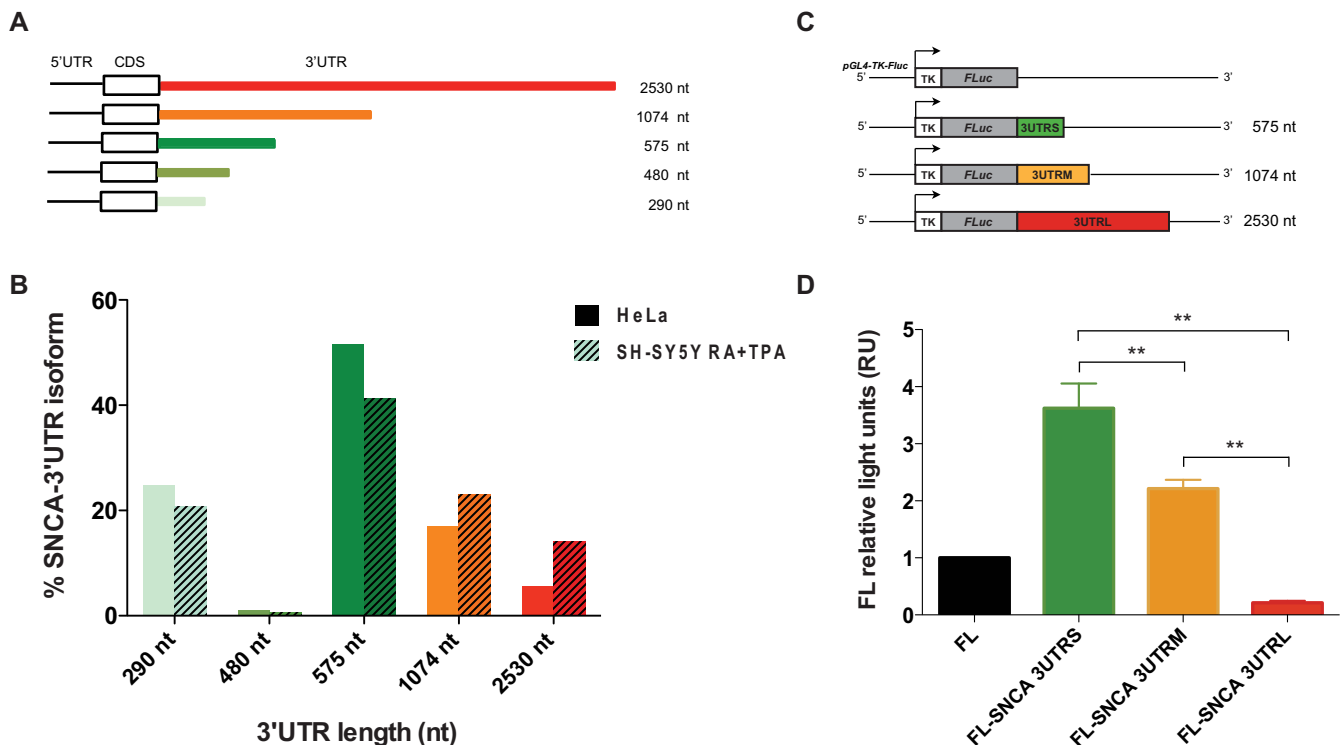 A
5'UTR CDS 3'UTR
2530 nt
1074 nt
575 nt
480 nt
290 nt
C
pGL4-TK-Fluc
5' TK FLuc 3'
5' TK FLuc 3UTRS 3' 575 nt
5' TK FLuc 3UTRM 3' 1074 nt
5' TK FLuc 3UTRL 3' 2530 nt
B
% SNCA-3'UTR isoform
60
40
20
0
HeLa
SH-SY5Y RA+TPA
290 nt
480 nt
575 nt
1074 nt
2530 nt
3'UTR length (nt)
D
FL relative light units (RU)
5
4
3
2
1
0
**
**
**
FL
FL-SNCA 3UTRS
FL-SNCA 3UTRM
FL-SNCA 3UTRL